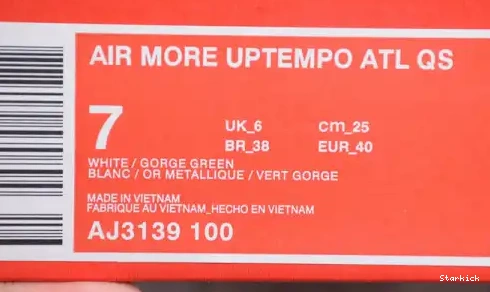 AIR MORE UPTEMPO ATL QS
7
UK_6 cm_25
BR_38 EUR_40
WHITE / GORGE GREEN
BLANC / OR METALLIQUE / VERT GORGE
MADE IN VIETNAM
FABRIQUE AU VIETNAM_HECHO EN VIETNAM
AJ3139 100
Starkick